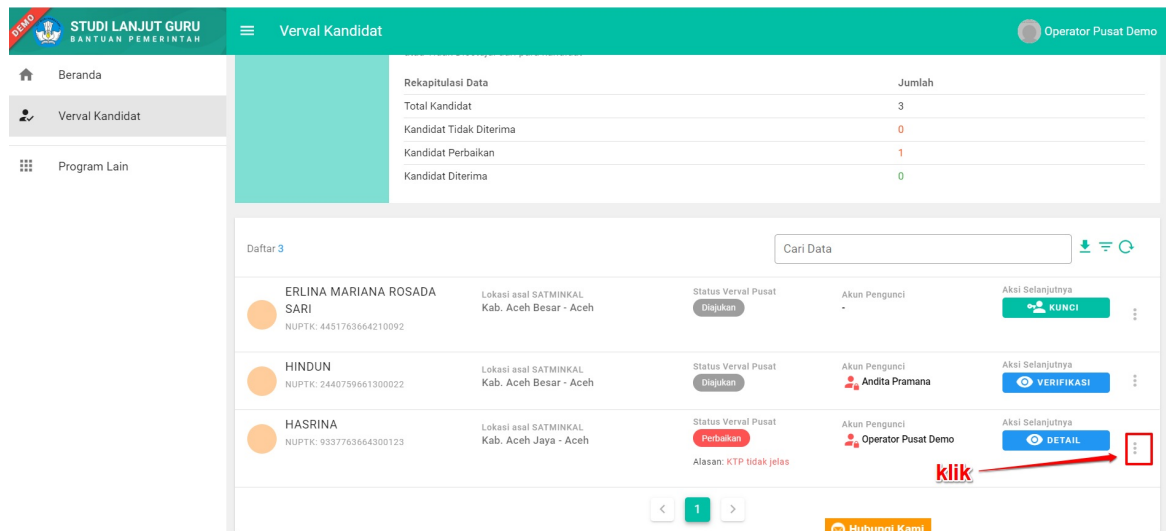 DEMO
STUDI LANJUT GURU
BANTUAN PEMERINTAH
Verval Kandidat
Operator Pusat Demo
Beranda
Verval Kandidat
Program Lain
Rekapitulasi Data Jumlah
Total Kandidat 3
Kandidat Tidak Diterima 0
Kandidat Perbaikan 1
Kandidat Diterima 0
Daftar 3
Cari Data
ERLINA MARIANA ROSADA
SARI
NUPTK: 4451763664210092
Lokasi asal SATMINKAL
Kab. Aceh Besar - Aceh
Status Verval Pusat
Diajukan
Akun Pengunci
-
Aksi Selanjutnya
KUNCI
HINDUN
NUPTK: 2440759661300022
Lokasi asal SATMINKAL
Kab. Aceh Besar - Aceh
Status Verval Pusat
Diajukan
Akun Pengunci
Andita Pramana
Aksi Selanjutnya
VERIFIKASI
HASRINA
NUPTK: 9337763664300123
Lokasi asal SATMINKAL
Kab. Aceh Jaya - Aceh
Status Verval Pusat
Perbaikan
Alasan: KTP tidak jelas
Akun Pengunci
Operator Pusat Demo
Aksi Selanjutnya
DETAIL
klik
< 1 >
Hubungi Kami